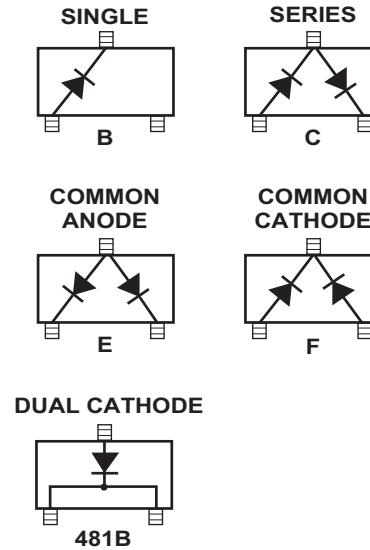 SINGLE
SERIES
B
C
COMMON
ANODE
COMMON
CATHODE
E
F
DUAL CATHODE
481B